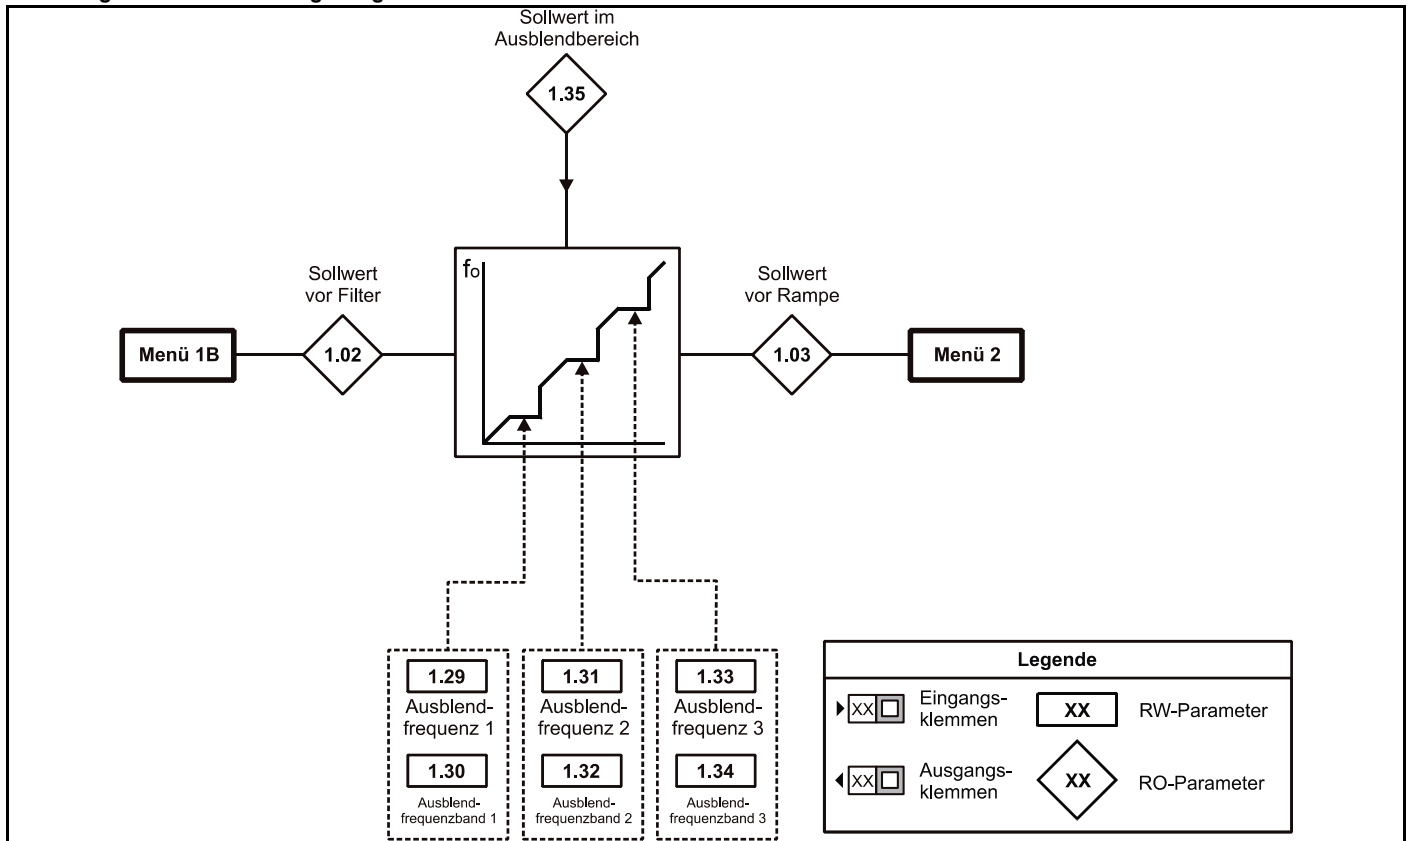 Sollwert im
Ausblendbereich
1.35
fo
Sollwert
vor Filter
Sollwert
vor Rampe
Menü 1B
1.02
1.03
Menü 2
1.29
Ausblend-
frequenz 1
1.30
Ausblend-
frequenzband 1
1.31
Ausblend-
frequenz 2
1.32
Ausblend-
frequenzband 2
1.33
Ausblend-
frequenz 3
1.34
Ausblend-
frequenzband 3
Legende
XX
Eingangs-
klemmen
XX
RW-Parameter
XX
Ausgangs-
klemmen
XX
RO-Parameter